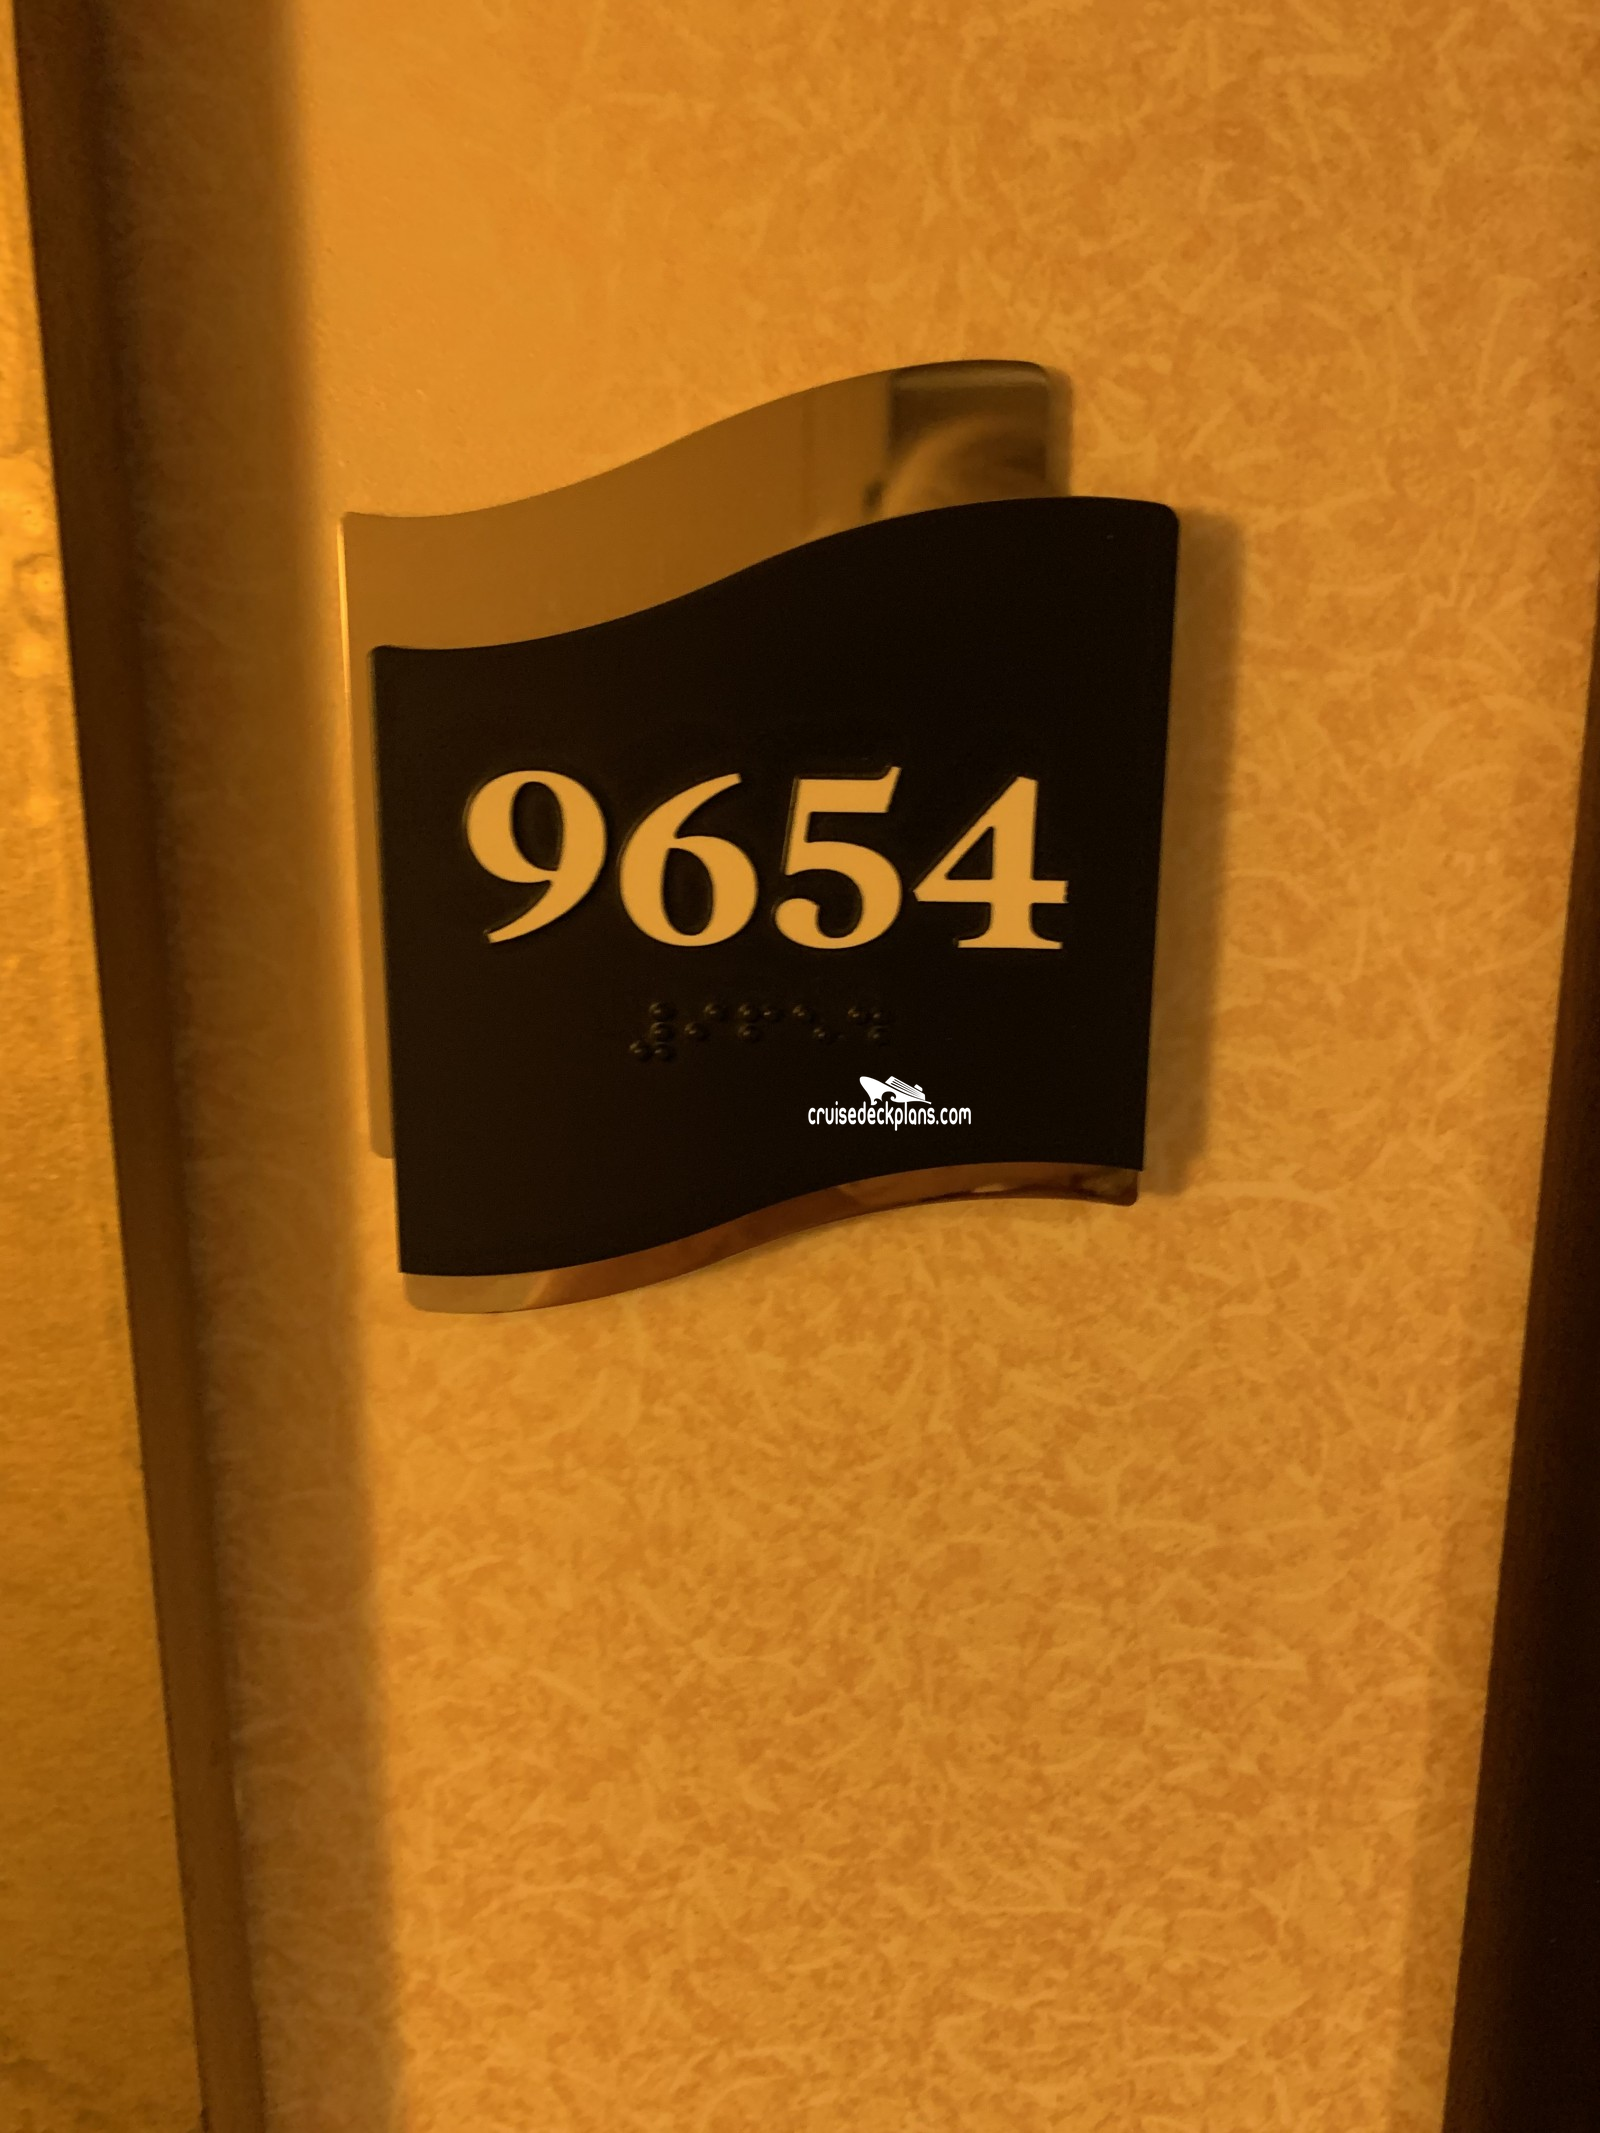 9654
⠼⠊⠋⠑⠙
cruisedeckplans.com